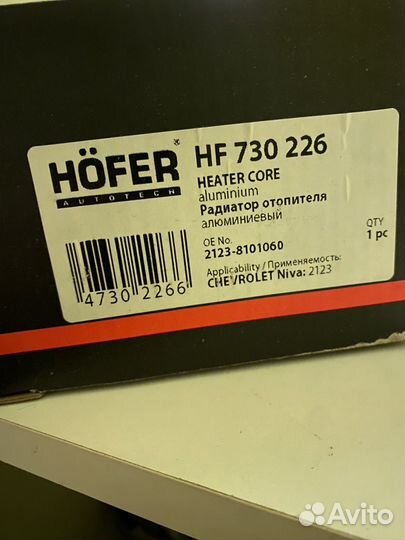 HÖFER
AUTOTECH
HF 730 226
HEATER CORE
aluminium
Радиатор отопителя
алюминиевый
OE No.
2123-8101060
QTY
1 pc
Applicability / Применяемость:
CHEVROLET Niva: 2123
4730 2266
Avito